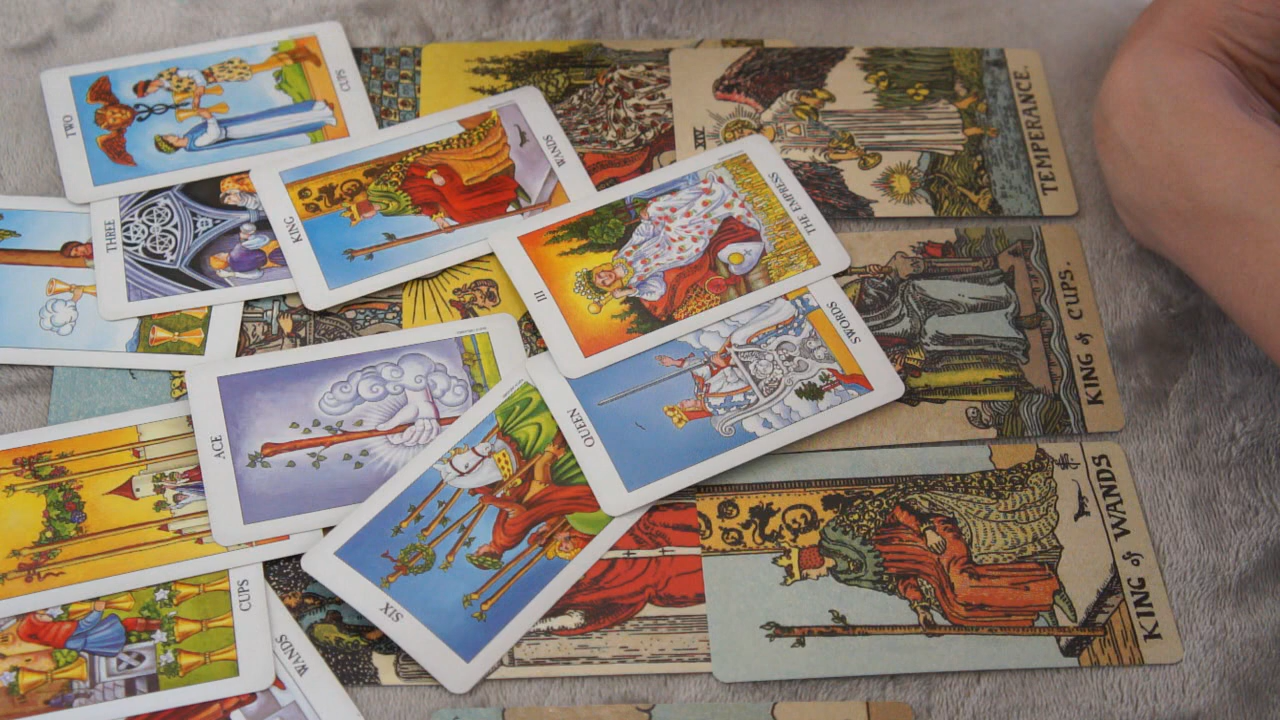 TWO
CUPS
THREE
KING
WANDS
III
THE EMPRESS
XIV
TEMPERANCE.
KING of CUPS.
ACE
QUEEN
SWORDS
SIX
KING of WANDS
CUPS
WANDS